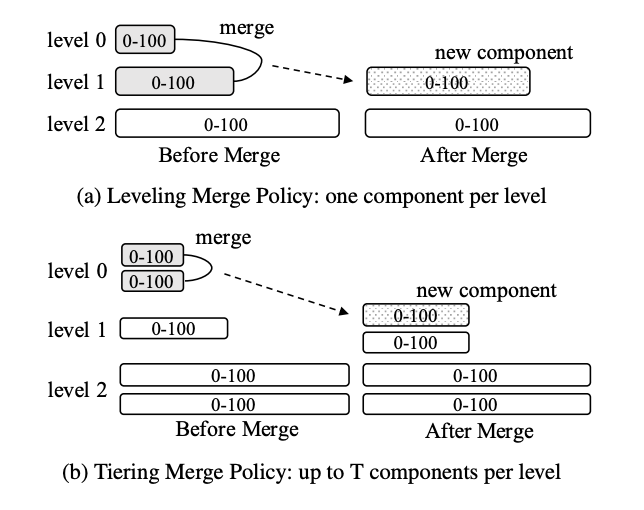 level 0 0-100 merge
new component
level 1 0-100 0-100
level 2 0-100 0-100
Before Merge After Merge
(a) Leveling Merge Policy: one component per level
merge
level 0 0-100
0-100
new component
0-100
level 1 0-100
0-100
level 2 0-100 0-100
0-100 0-100
Before Merge After Merge
(b) Tiering Merge Policy: up to T components per level